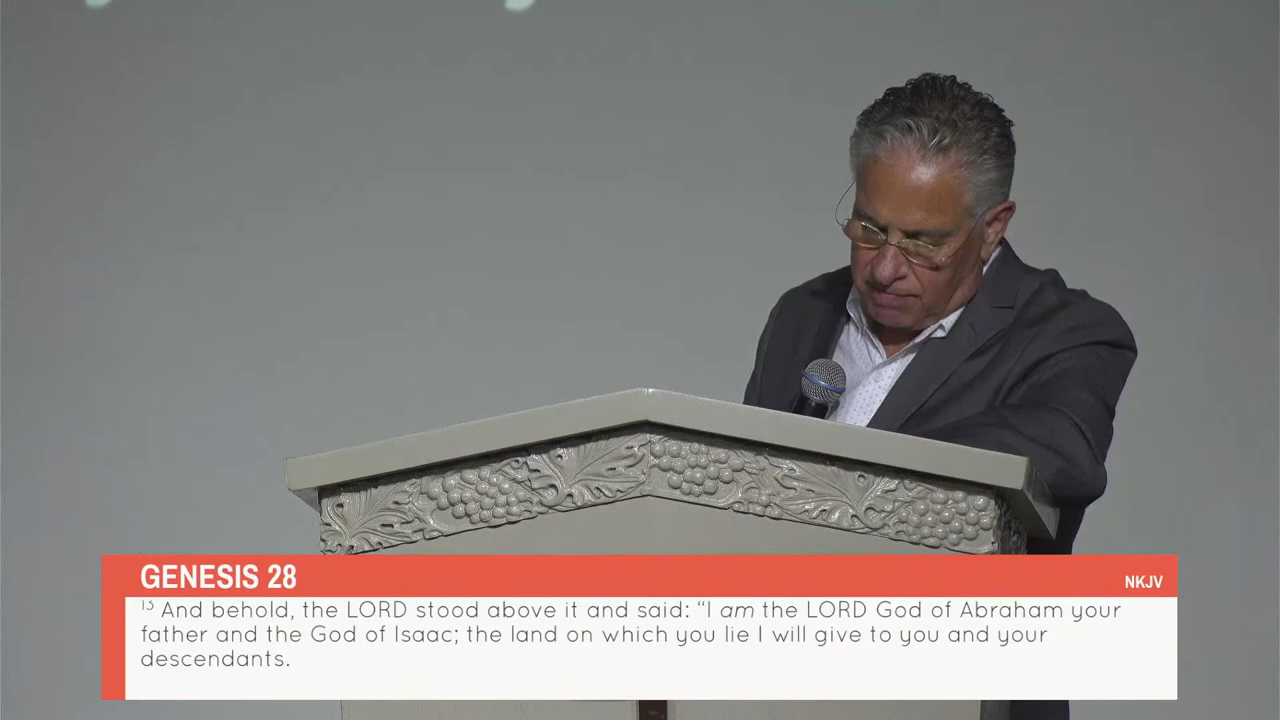 GENESIS 28
NKJV
13 And behold, the LORD stood above it and said: “I am the LORD God of Abraham your
father and the God of Isaac; the land on which you lie I will give to you and your
descendants.